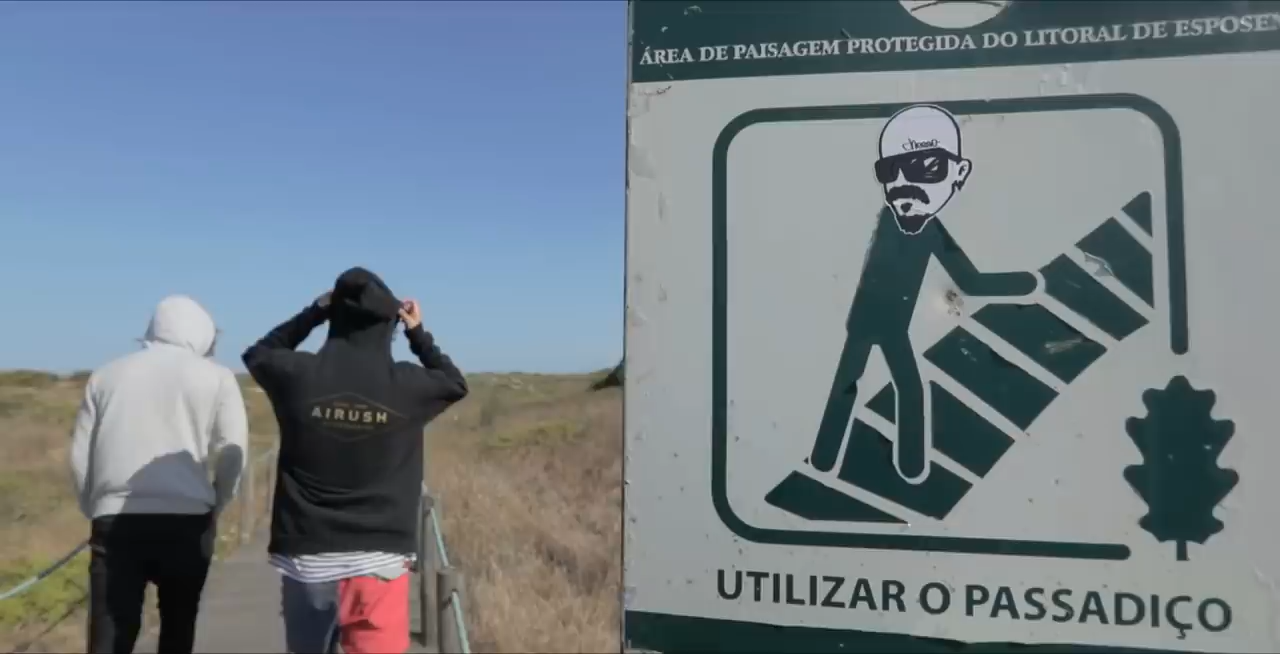 AIRUSH
ÁREA DE PAISAGEM PROTEGIDA DO LITORAL DE ESPOSEN
UTILIZAR O PASSADIÇO